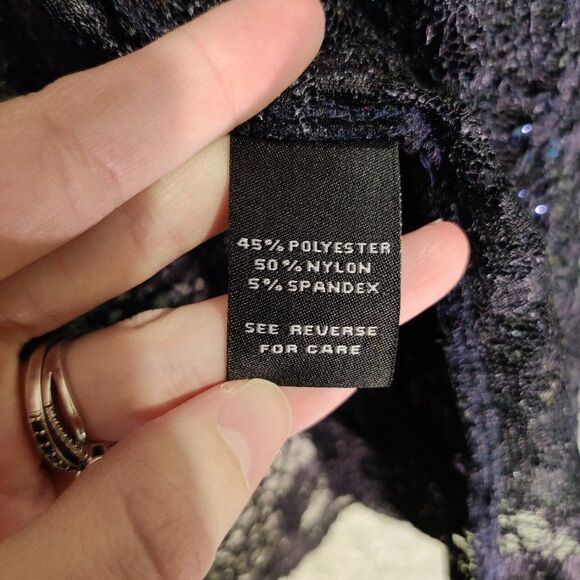 45% POLYESTER
50% NYLON
5% SPANDEX
SEE REVERSE
FOR CARE